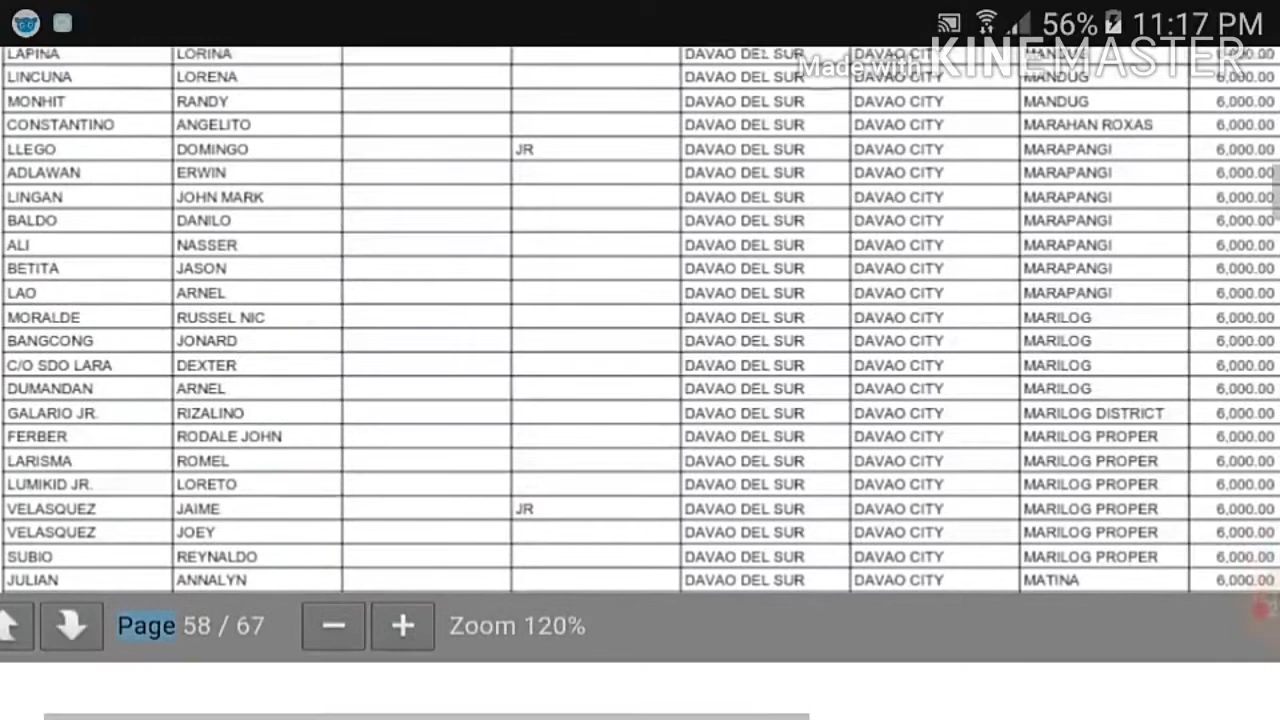 56% 11:17 PM
Made with KINEMASTER
LAPINA LORINA DAVAO DEL SUR DAVAO CITY MANDUG 6,000.00
LINCUNA LORENA DAVAO DEL SUR DAVAO CITY MANDUG 6,000.00
MONHIT RANDY DAVAO DEL SUR DAVAO CITY MANDUG 6,000.00
CONSTANTINO ANGELITO DAVAO DEL SUR DAVAO CITY MARAHAN ROXAS 6,000.00
LLEGO DOMINGO JR DAVAO DEL SUR DAVAO CITY MARAPANGI 6,000.00
ADLAWAN ERWIN DAVAO DEL SUR DAVAO CITY MARAPANGI 6,000.00
LINGAN JOHN MARK DAVAO DEL SUR DAVAO CITY MARAPANGI 6,000.00
BALDO DANILO DAVAO DEL SUR DAVAO CITY MARAPANGI 6,000.00
ALI NASSER DAVAO DEL SUR DAVAO CITY MARAPANGI 6,000.00
BETITA JASON DAVAO DEL SUR DAVAO CITY MARAPANGI 6,000.00
LAO ARNEL DAVAO DEL SUR DAVAO CITY MARAPANGI 6,000.00
MORALDE RUSSEL NIC DAVAO DEL SUR DAVAO CITY MARILOG 6,000.00
BANGCONG JONARD DAVAO DEL SUR DAVAO CITY MARILOG 6,000.00
C/O SDO LARA DEXTER DAVAO DEL SUR DAVAO CITY MARILOG 6,000.00
DUMANDAN ARNEL DAVAO DEL SUR DAVAO CITY MARILOG 6,000.00
GALARIO JR. RIZALINO DAVAO DEL SUR DAVAO CITY MARILOG DISTRICT 6,000.00
FERBER RODALE JOHN DAVAO DEL SUR DAVAO CITY MARILOG PROPER 6,000.00
LARISMA ROMEL DAVAO DEL SUR DAVAO CITY MARILOG PROPER 6,000.00
LUMIKID JR. LORETO DAVAO DEL SUR DAVAO CITY MARILOG PROPER 6,000.00
VELASQUEZ JAIME JR DAVAO DEL SUR DAVAO CITY MARILOG PROPER 6,000.00
VELASQUEZ JOEY DAVAO DEL SUR DAVAO CITY MARILOG PROPER 6,000.00
SUBIO REYNALDO DAVAO DEL SUR DAVAO CITY MARILOG PROPER 6,000.00
JULIAN ANNALYN DAVAO DEL SUR DAVAO CITY MATINA 6,000.00
Page 58 / 67 − + Zoom 120%